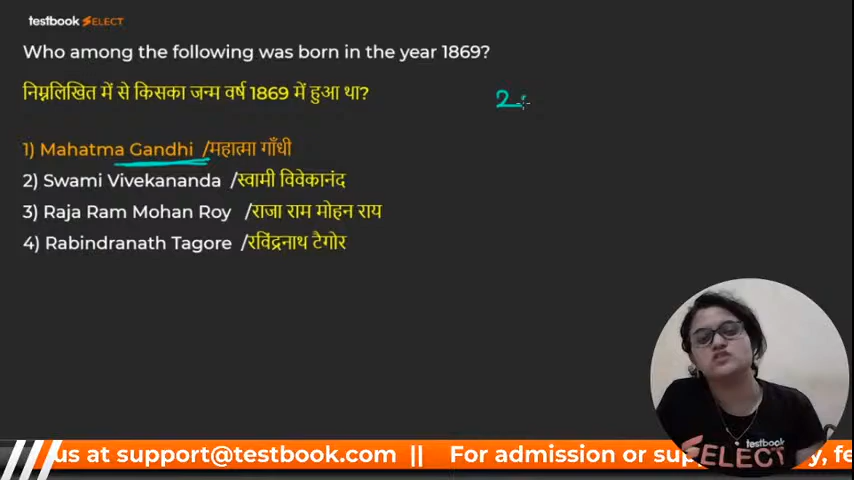 testbook SELECT
Who among the following was born in the year 1869?
निम्नलिखित में से किसका जन्म वर्ष 1869 में हुआ था?
2
1) Mahatma Gandhi /महात्मा गाँधी
2) Swami Vivekananda /स्वामी विवेकानंद
3) Raja Ram Mohan Roy /राजा राम मोहन राय
4) Rabindranath Tagore /रविंद्रनाथ टैगोर
testbook
SELECT
us at support@testbook.com || For admission or